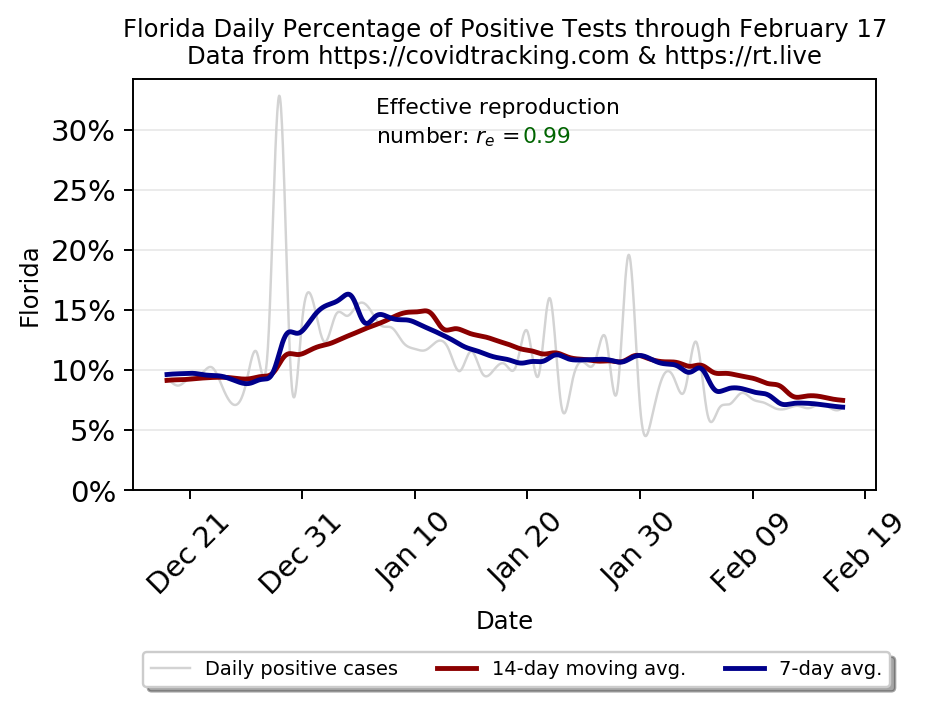 Florida Daily Percentage of Positive Tests through February 17
Data from https://covidtracking.com & https://rt.live
Effective reproduction
number: rₑ =0.99
30%
25%
20%
15%
10%
5%
0%
Florida
Dec 21
Dec 31
Jan 10
Jan 20
Jan 30
Feb 09
Feb 19
Date
Daily positive cases
14-day moving avg.
7-day avg.